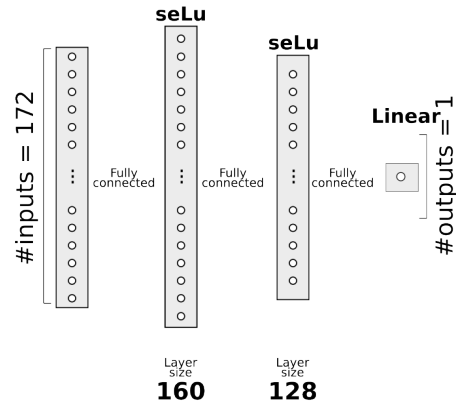 seLu
seLu
Linear
#inputs = 172
Fully
connected
Fully
connected
Fully
connected
#outputs = 1
Layer
size
160
Layer
size
128